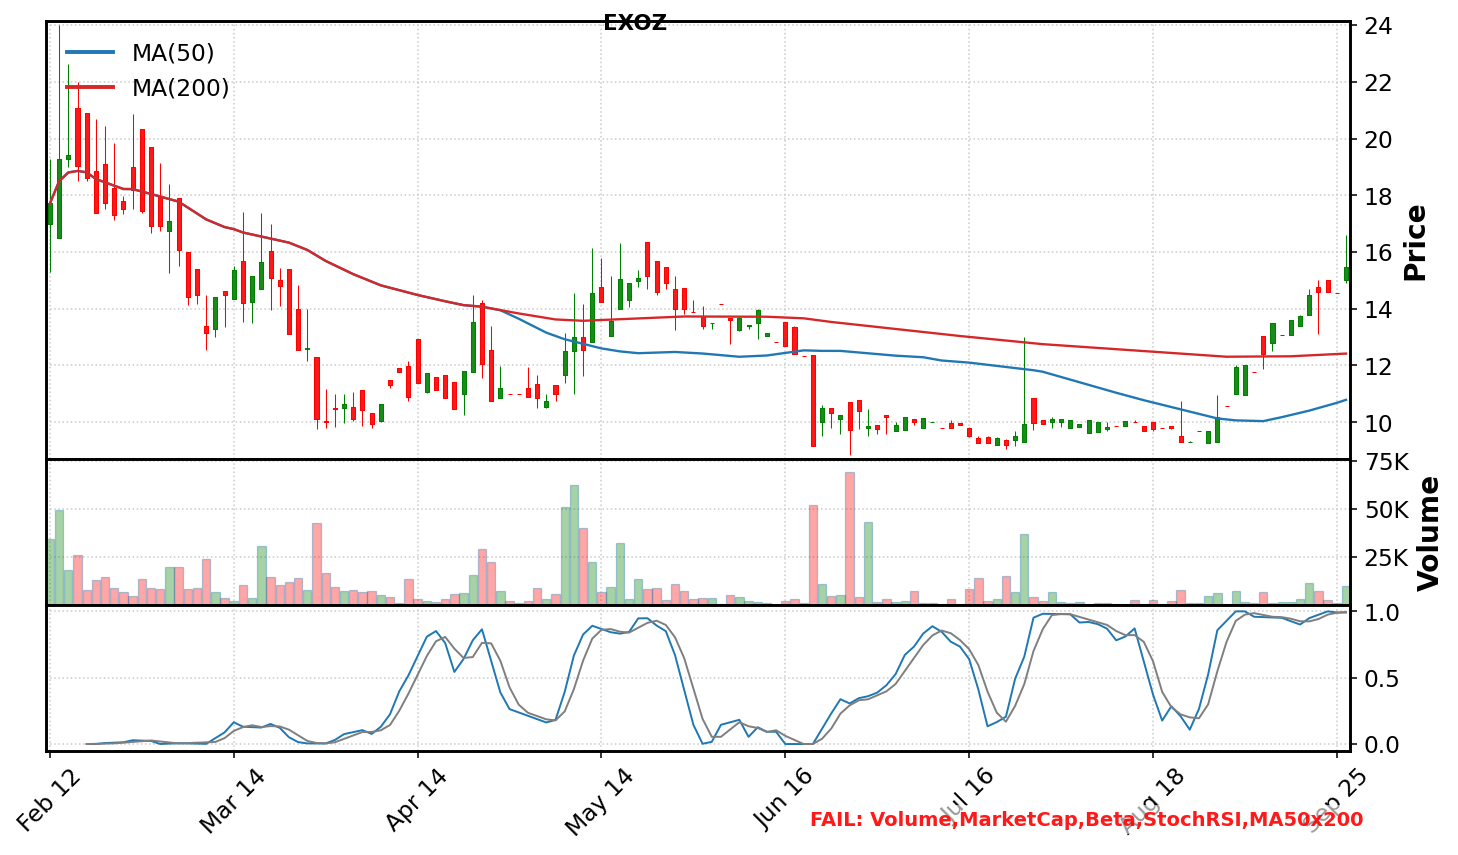 EXOZ
MA(50)
MA(200)
24
22
20
18
16
14
12
10
Price
75K
50K
25K
Volume
1.0
0.5
0.0
Feb 12
Mar 14
Apr 14
May 14
Jun 16
Jul 16
Aug 18
Sep 25
FAIL: Volume,MarketCap,Beta,StochRSI,MA50x200